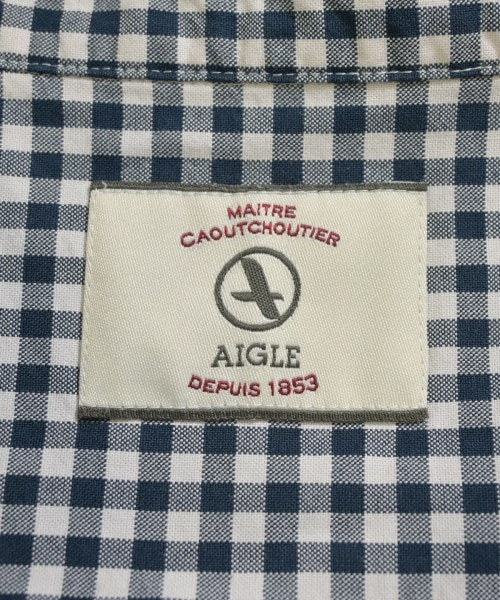 MAITRE
CAOUTCHOUTIER
AIGLE
DEPUIS 1853